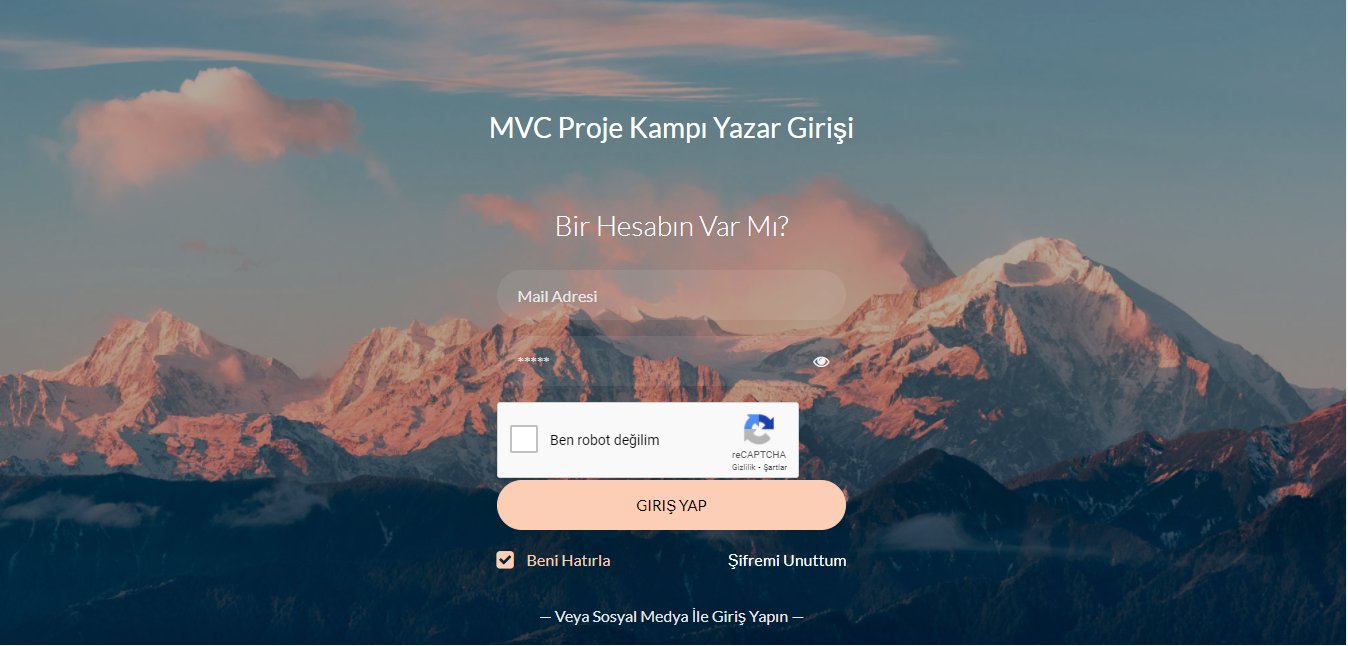 MVC Proje Kampı Yazar Girişi
Bir Hesabın Var Mı?
Mail Adresi
*****
Ben robot değilim
reCAPTCHA
Gizlilik - Şartlar
GIRIŞ YAP
Beni Hatırla
Şifremi Unuttum
— Veya Sosyal Medya İle Giriş Yapın —